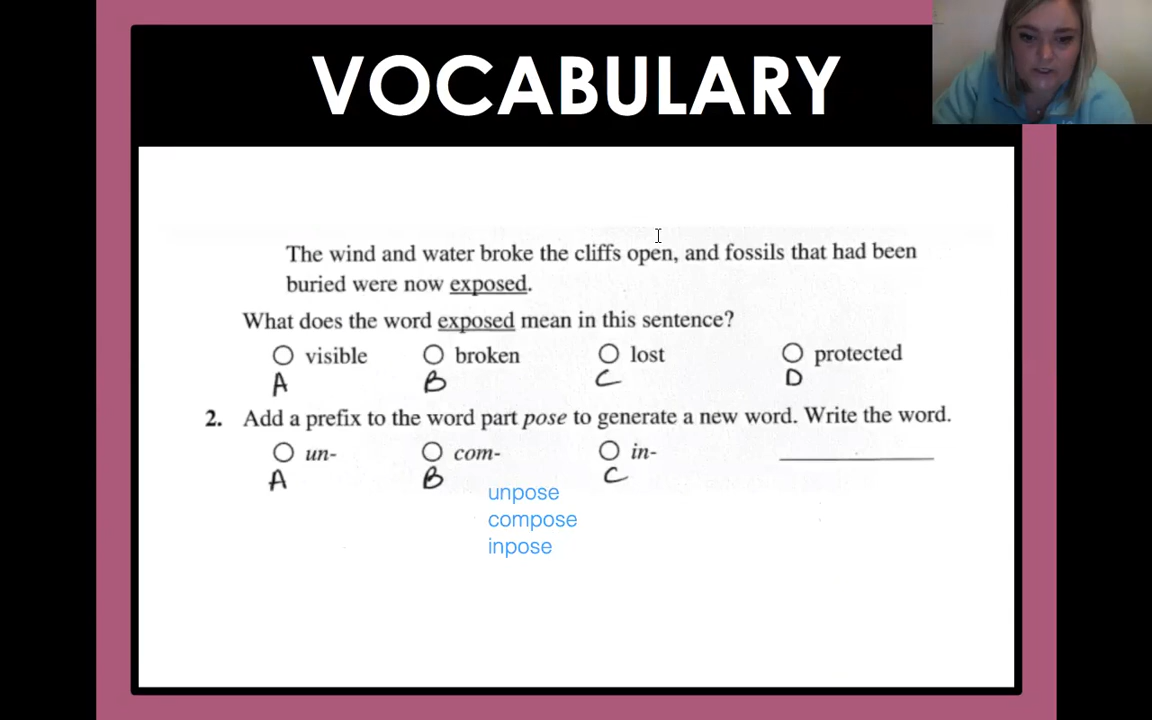 VOCABULARY
The wind and water broke the cliffs open, and fossils that had been
buried were now exposed.
What does the word exposed mean in this sentence?
visible broken lost protected
A B C D
2. Add a prefix to the word part pose to generate a new word. Write the word.
un- com- in-
A B C
unpose
compose
inpose